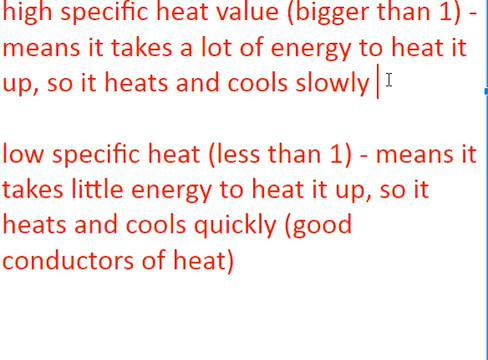 high specific heat value (bigger than 1) -
means it takes a lot of energy to heat it
up, so it heats and cools slowly
low specific heat (less than 1) - means it
takes little energy to heat it up, so it
heats and cools quickly (good
conductors of heat)